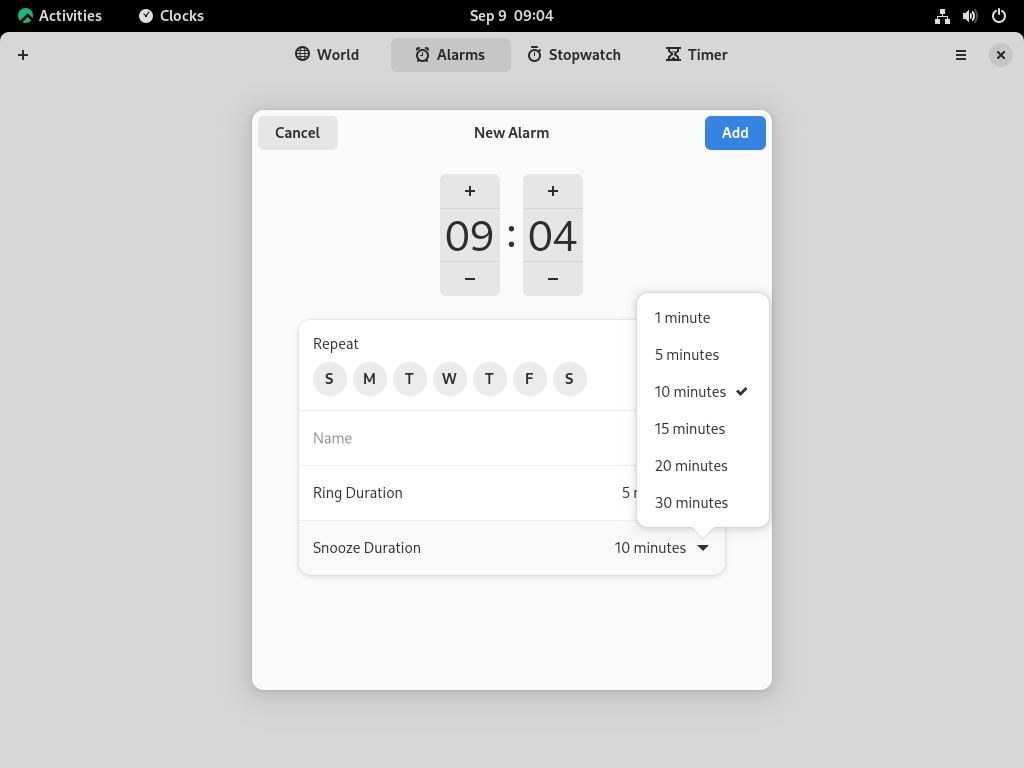 Activities Clocks Sep 9 09:04
World Alarms Stopwatch Timer
Cancel New Alarm Add
+ +
09 : 04
− −
Repeat
S M T W T F S
Name
Ring Duration 5
Snooze Duration 10 minutes
1 minute
5 minutes
10 minutes
15 minutes
20 minutes
30 minutes